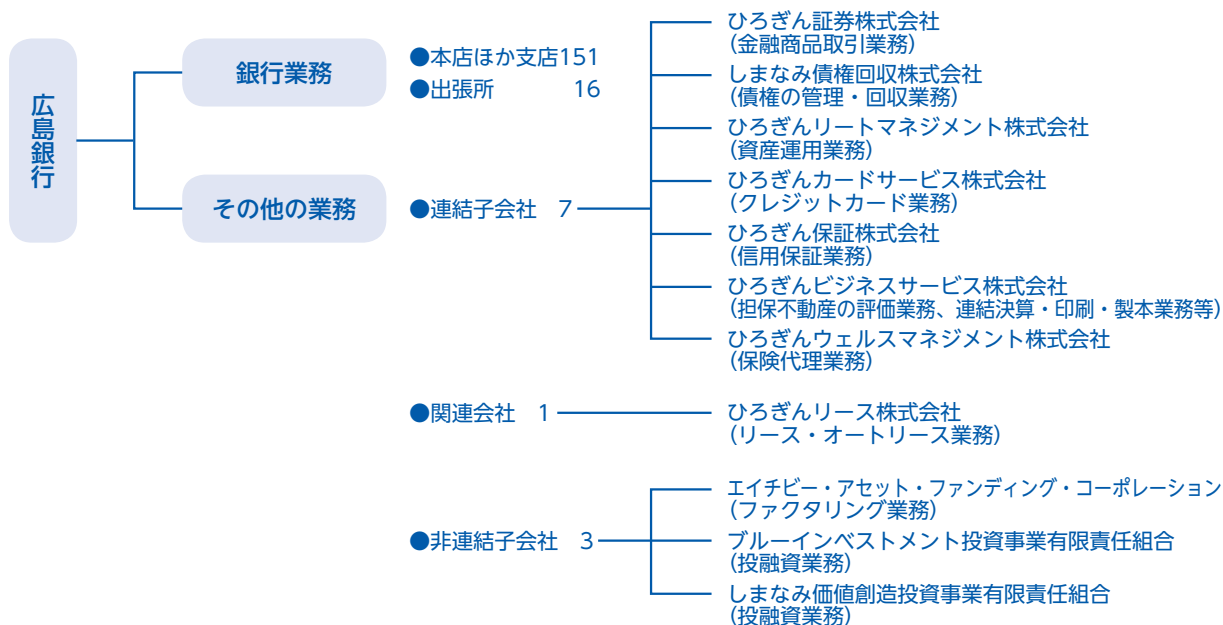 広島銀行
銀行業務
●本店ほか支店151
●出張所 16
その他の業務
●連結子会社 7
ひろぎん証券株式会社
(金融商品取引業務)
しまなみ債権回収株式会社
(債権の管理・回収業務)
ひろぎんリートマネジメント株式会社
(資産運用業務)
ひろぎんカードサービス株式会社
(クレジットカード業務)
ひろぎん保証株式会社
(信用保証業務)
ひろぎんビジネスサービス株式会社
(担保不動産の評価業務、連結決算・印刷・製本業務等)
ひろぎんウェルスマネジメント株式会社
(保険代理業務)
●関連会社 1
ひろぎんリース株式会社
(リース・オートリース業務)
●非連結子会社 3
エイチビー・アセット・ファンディング・コーポレーション
(ファクタリング業務)
ブルーインベストメント投資事業有限責任組合
(投融資業務)
しまなみ価値創造投資事業有限責任組合
(投融資業務)